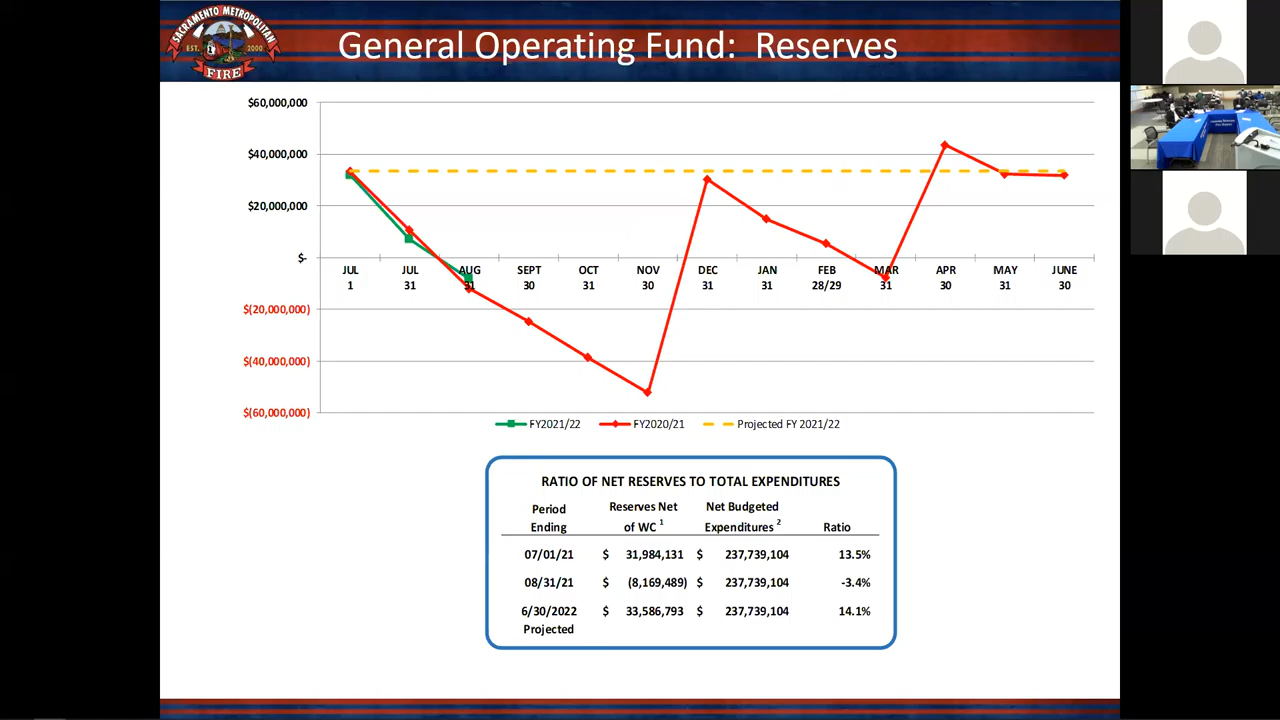 SACRAMENTO METROPOLITAN
EST. 2000
FIRE
General Operating Fund: Reserves
$60,000,000
$40,000,000
$20,000,000
$-
$(20,000,000)
$(40,000,000)
$(60,000,000)
JUL 1
JUL 31
AUG 31
SEPT 30
OCT 31
NOV 30
DEC 31
JAN 31
FEB 28/29
MAR 31
APR 30
MAY 31
JUNE 30
FY2021/22 FY2020/21 Projected FY 2021/22
RATIO OF NET RESERVES TO TOTAL EXPENDITURES
Period Ending Reserves Net of WC 1 Net Budgeted Expenditures 2 Ratio
07/01/21 $ 31,984,131 $ 237,739,104 13.5%
08/31/21 $ (8,169,489) $ 237,739,104 -3.4%
6/30/2022 $ 33,586,793 $ 237,739,104 14.1%
Projected